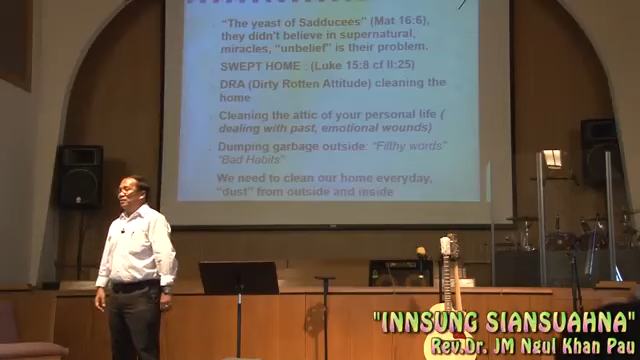 "The yeast of Sadducees" (Mat 16:6),
they didn't believe in supernatural,
miracles, "unbelief" is their problem.
SWEPT HOME : (Luke 15:8 cf 11:25)
DRA (Dirty Rotten Attitude) cleaning the
home
Cleaning the attic of your personal life (
dealing with past, emotional wounds)
Dumping garbage outside: "Filthy words"
"Bad Habits"
We need to clean our home everyday,
"dust" from outside and inside
"INNSUNG SIANSUAHNA"
Rev.Dr. JM Ngul Khan Pau